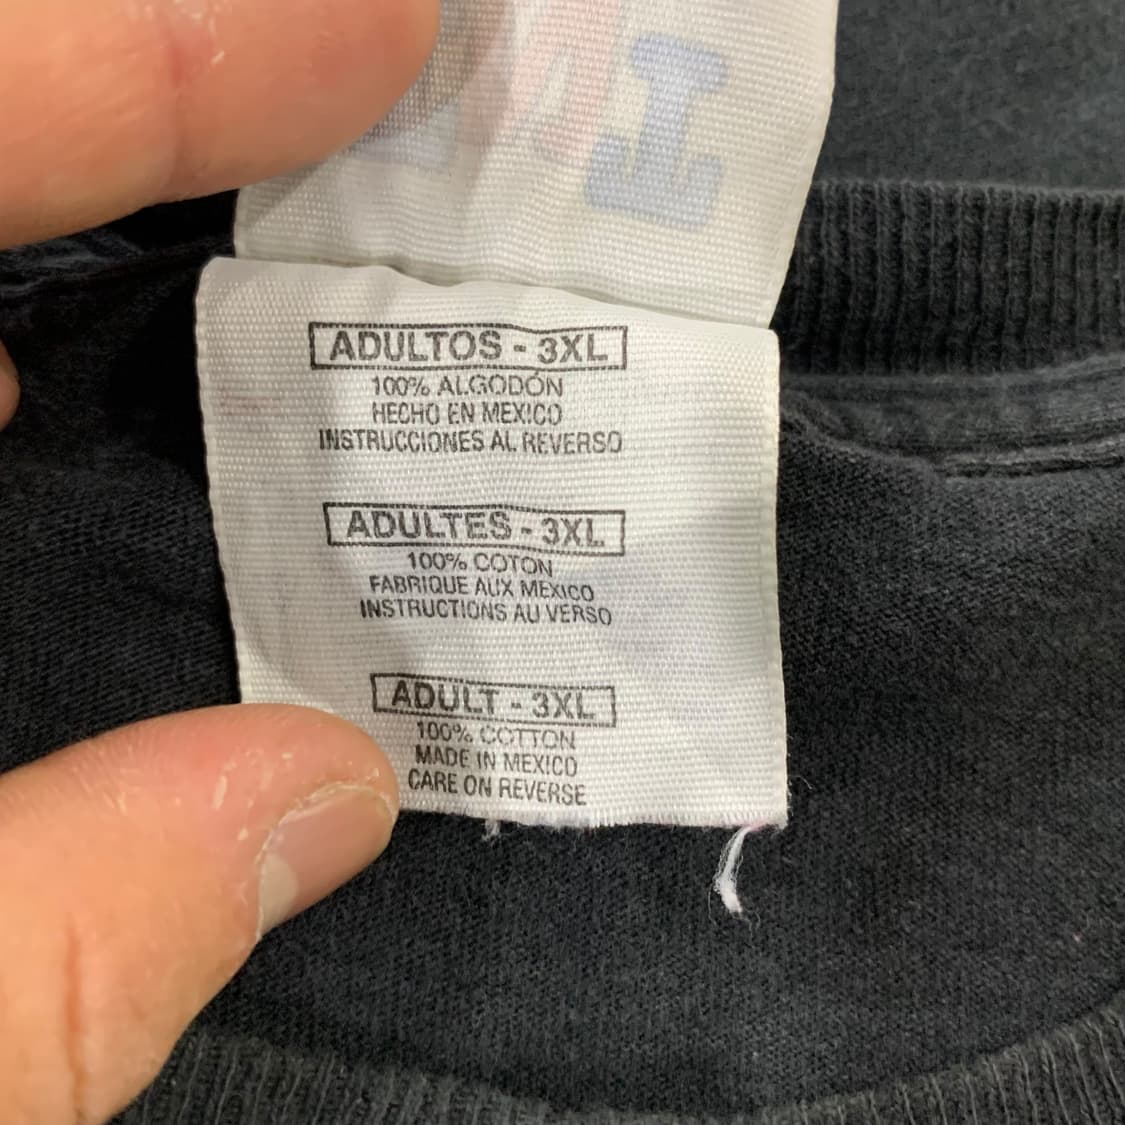 ADULTOS - 3XL
100% ALGODÓN
HECHO EN MEXICO
INSTRUCCIONES AL REVERSO
ADULTES - 3XL
100% COTON
FABRIQUE AUX MEXICO
INSTRUCTIONS AU VERSO
ADULT - 3XL
100% COTTON
MADE IN MEXICO
CARE ON REVERSE